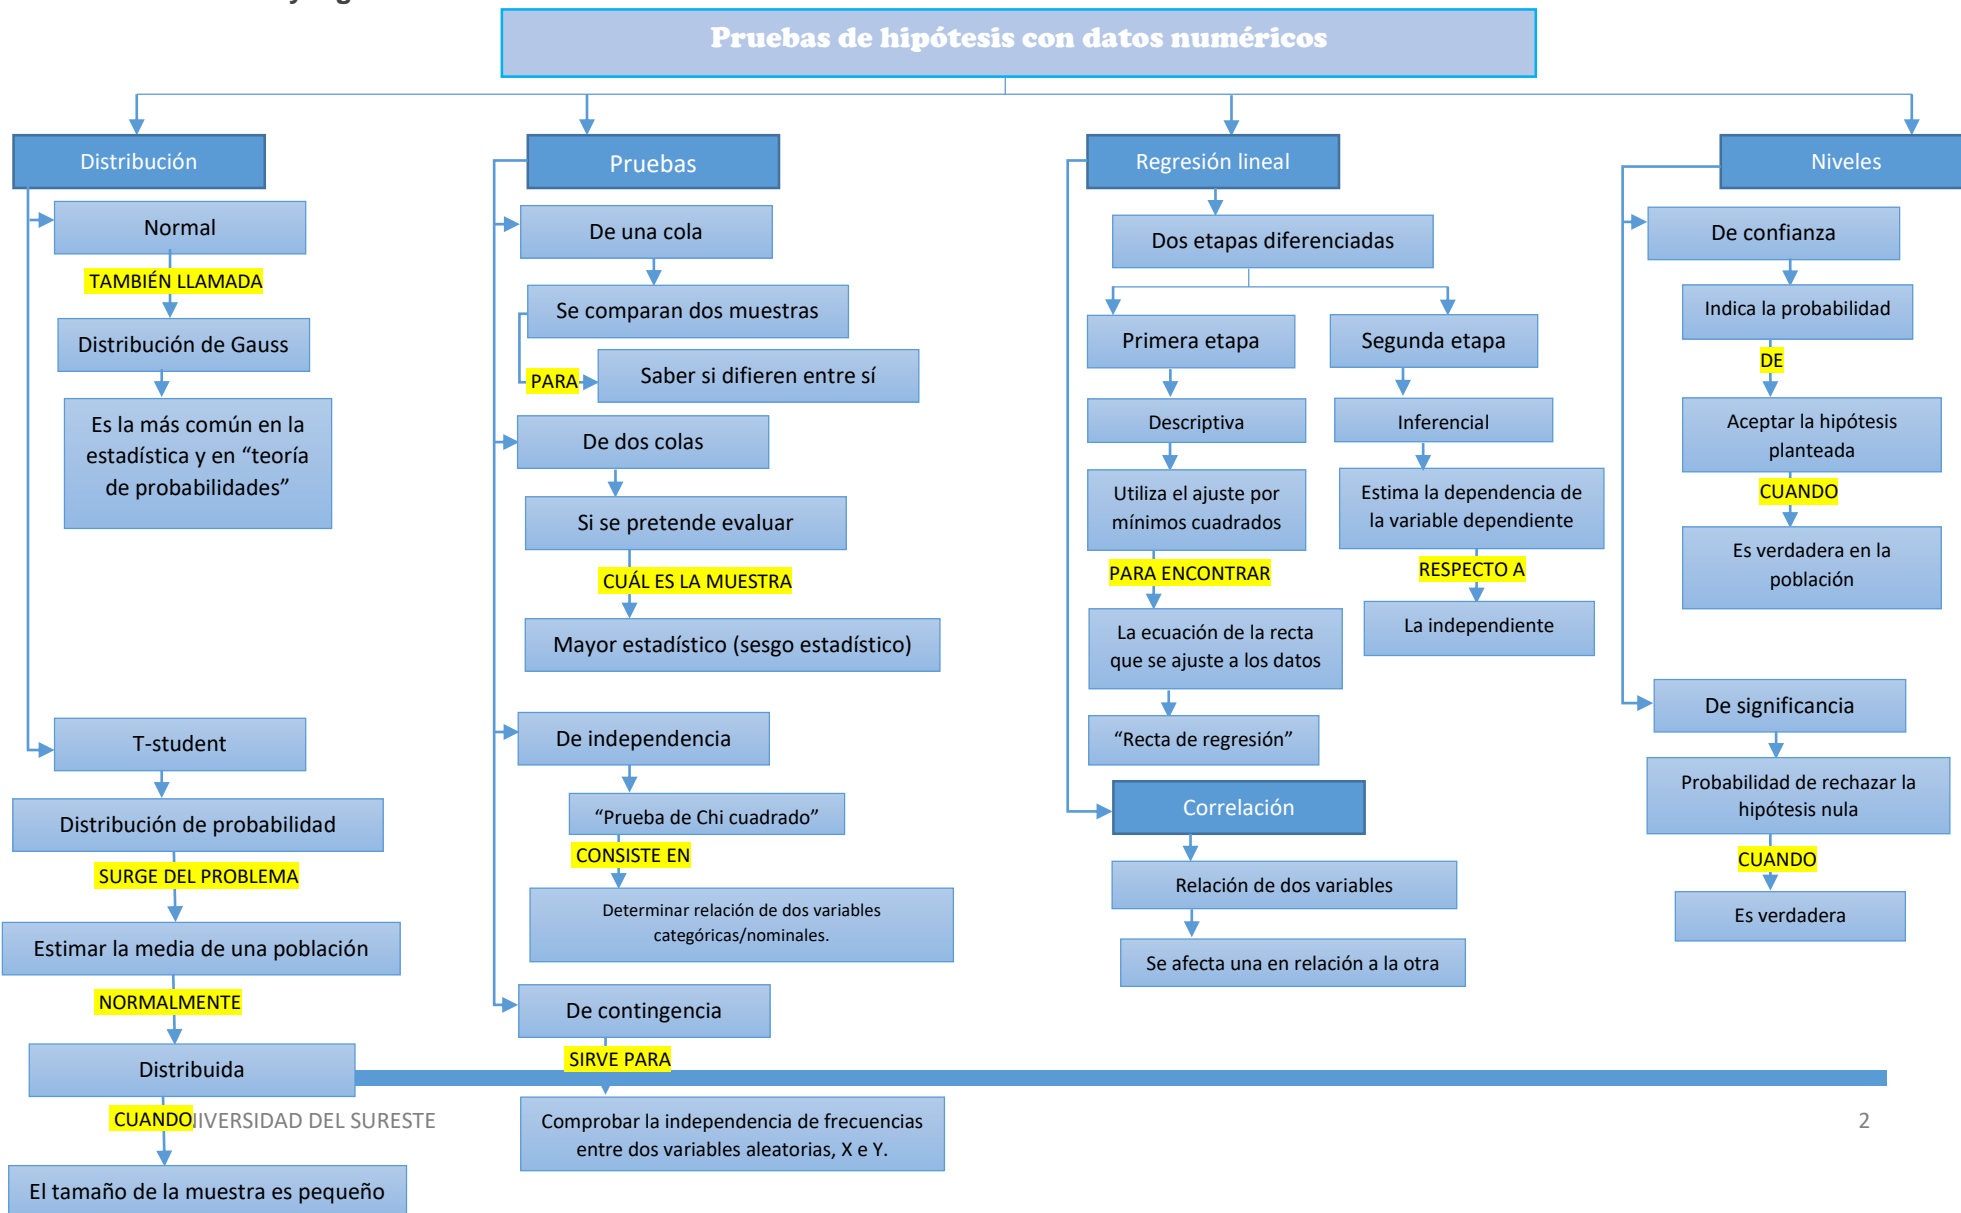 Pruebas de hipótesis con datos numéricos
Distribución
Normal
TAMBIÉN LLAMADA
Distribución de Gauss
Es la más común en la
estadística y en “teoría
de probabilidades”
T-student
Distribución de probabilidad
SURGE DEL PROBLEMA
Estimar la media de una población
NORMALMENTE
Distribuida
CUANDO
El tamaño de la muestra es pequeño
Pruebas
De una cola
Se comparan dos muestras
PARA
Saber si difieren entre sí
De dos colas
Si se pretende evaluar
CUÁL ES LA MUESTRA
Mayor estadístico (sesgo estadístico)
De independencia
“Prueba de Chi cuadrado”
CONSISTE EN
Determinar relación de dos variables
categóricas/nominales.
De contingencia
SIRVE PARA
Comprobar la independencia de frecuencias
entre dos variables aleatorias, X e Y.
Regresión lineal
Dos etapas diferenciadas
Primera etapa
Descriptiva
Utiliza el ajuste por
mínimos cuadrados
PARA ENCONTRAR
La ecuación de la recta
que se ajuste a los datos
“Recta de regresión”
Segunda etapa
Inferencial
Estima la dependencia de
la variable dependiente
RESPECTO A
La independiente
Correlación
Relación de dos variables
Se afecta una en relación a la otra
Niveles
De confianza
Indica la probabilidad
DE
Aceptar la hipótesis
planteada
CUANDO
Es verdadera en la
población
De significancia
Probabilidad de rechazar la
hipótesis nula
CUANDO
Es verdadera
IVERSIDAD DEL SURESTE
2